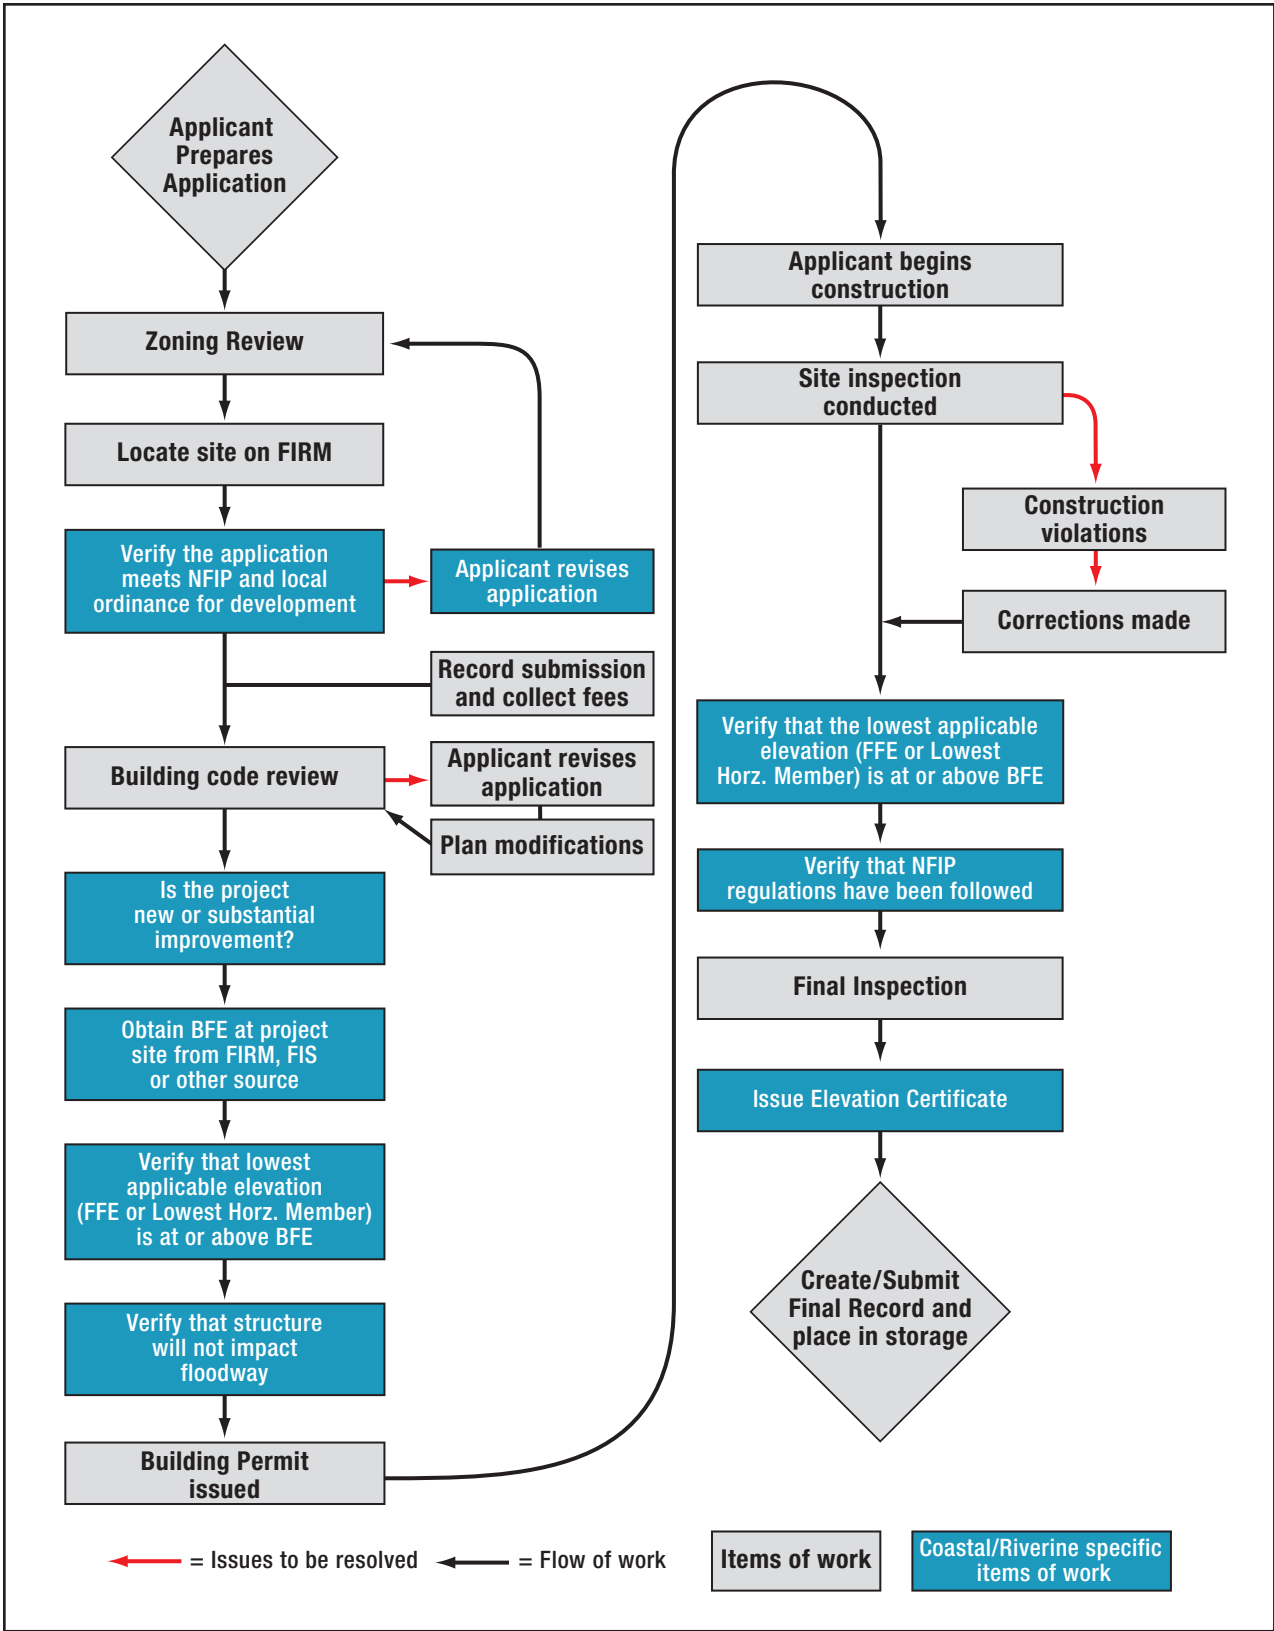 Applicant
Prepares
Application
Zoning Review
Locate site on FIRM
Verify the application
meets NFIP and local
ordinance for development
Applicant revises
application
Record submission
and collect fees
Building code review
Applicant revises
application
Plan modifications
Is the project
new or substantial
improvement?
Obtain BFE at project
site from FIRM, FIS
or other source
Verify that lowest
applicable elevation
(FFE or Lowest Horz. Member)
is at or above BFE
Verify that structure
will not impact
floodway
Building Permit
issued
Applicant begins
construction
Site inspection
conducted
Construction
violations
Corrections made
Verify that the lowest applicable
elevation (FFE or Lowest
Horz. Member) is at or above BFE
Verify that NFIP
regulations have been followed
Final Inspection
Issue Elevation Certificate
Create/Submit
Final Record and
place in storage
= Issues to be resolved
= Flow of work
Items of work
Coastal/Riverine specific
items of work